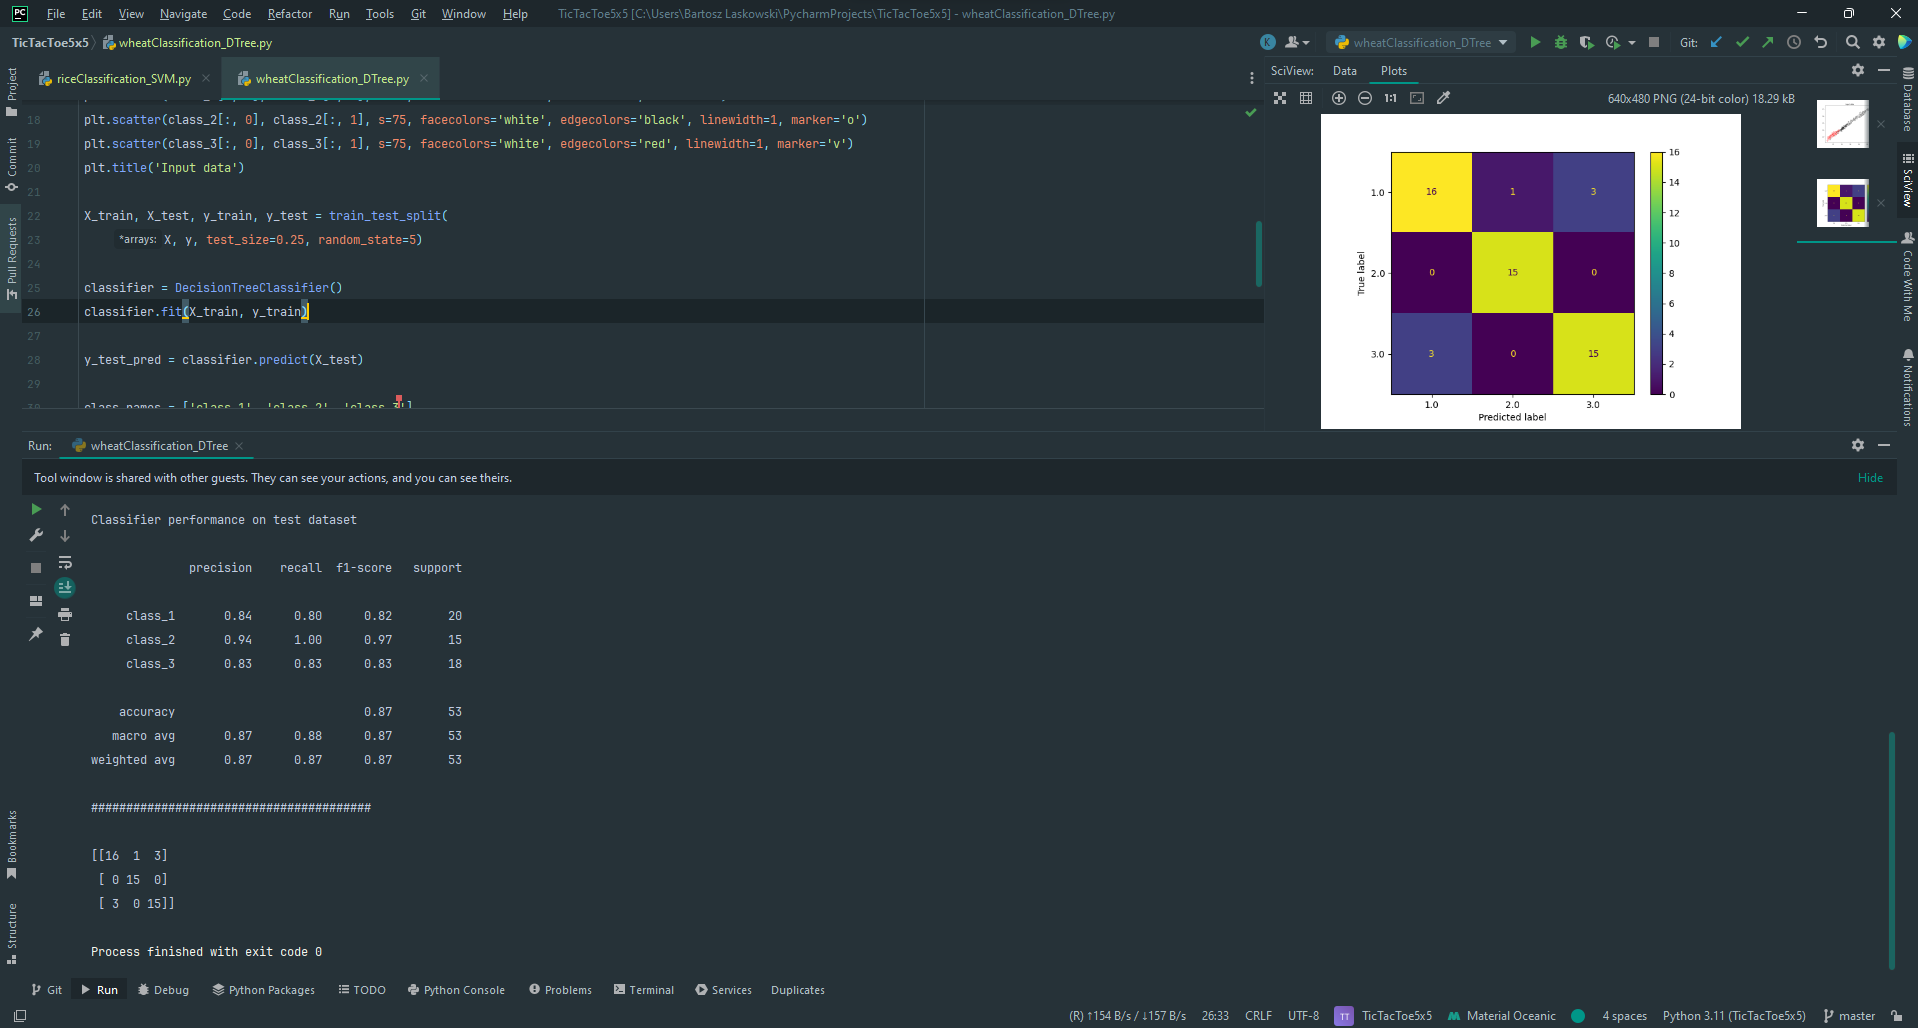 PC File Edit View Navigate Code Refactor Run Tools Git Window Help TicTacToe5x5 [C:\Users\Bartosz Laskowski\PycharmProjects\TicTacToe5x5] - wheatClassification_DTree.py
TicTacToe5x5 wheatClassification_DTree.py K wheatClassification_DTree Git:
riceClassification_SVM.py wheatClassification_DTree.py
18 plt.scatter(class_2[:, 0], class_2[:, 1], s=75, facecolors='white', edgecolors='black', linewidth=1, marker='o')
19 plt.scatter(class_3[:, 0], class_3[:, 1], s=75, facecolors='white', edgecolors='red', linewidth=1, marker='v')
20 plt.title('Input data')
21
22 X_train, X_test, y_train, y_test = train_test_split(
23 *arrays: X, y, test_size=0.25, random_state=5)
24
25 classifier = DecisionTreeClassifier()
26 classifier.fit(X_train, y_train)
27
28 y_test_pred = classifier.predict(X_test)
29
30 class_names = ['class_1', 'class_2', 'class_3']
SciView: Data Plots
1:1 640x480 PNG (24-bit color) 18.29 kB
True label
1.0 16 1 3
2.0 0 15 0
3.0 3 0 15
1.0 2.0 3.0
Predicted label
16
14
12
10
8
6
4
2
0
Project
Commit
Pull Requests
Bookmarks
Structure
Database
SciView
Code With Me
Notifications
Run: wheatClassification_DTree
Tool window is shared with other guests. They can see your actions, and you can see theirs. Hide
Classifier performance on test dataset
precision recall f1-score support
class_1 0.84 0.80 0.82 20
class_2 0.94 1.00 0.97 15
class_3 0.83 0.83 0.83 18
accuracy 0.87 53
macro avg 0.87 0.88 0.87 53
weighted avg 0.87 0.87 0.87 53
########################################
[[16 1 3]
[ 0 15 0]
[ 3 0 15]]
Process finished with exit code 0
Git Run Debug Python Packages TODO Python Console Problems Terminal Services Duplicates
(R) ↑154 B/s / ↓157 B/s 26:33 CRLF UTF-8 TT TicTacToe5x5 Material Oceanic 4 spaces Python 3.11 (TicTacToe5x5) master